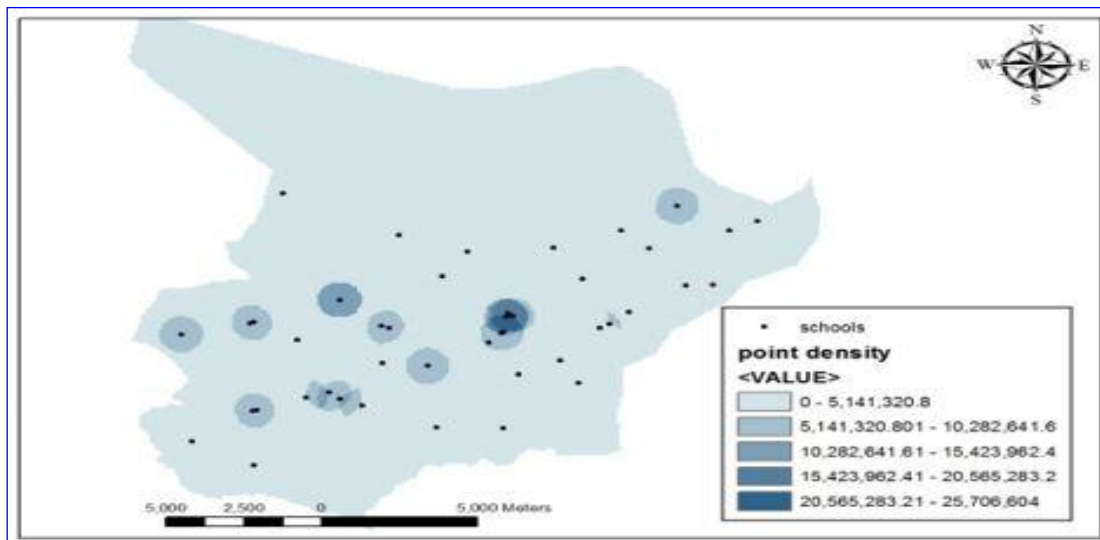 N
W E
S
schools
point density
<VALUE>
0 - 5,141,320.8
5,141,320.801 - 10,282,641.6
10,282,641.61 - 15,423,962.4
15,423,962.41 - 20,565,283.2
20,565,283.21 - 25,706,604
5,000 2,500 0 5,000 Meters